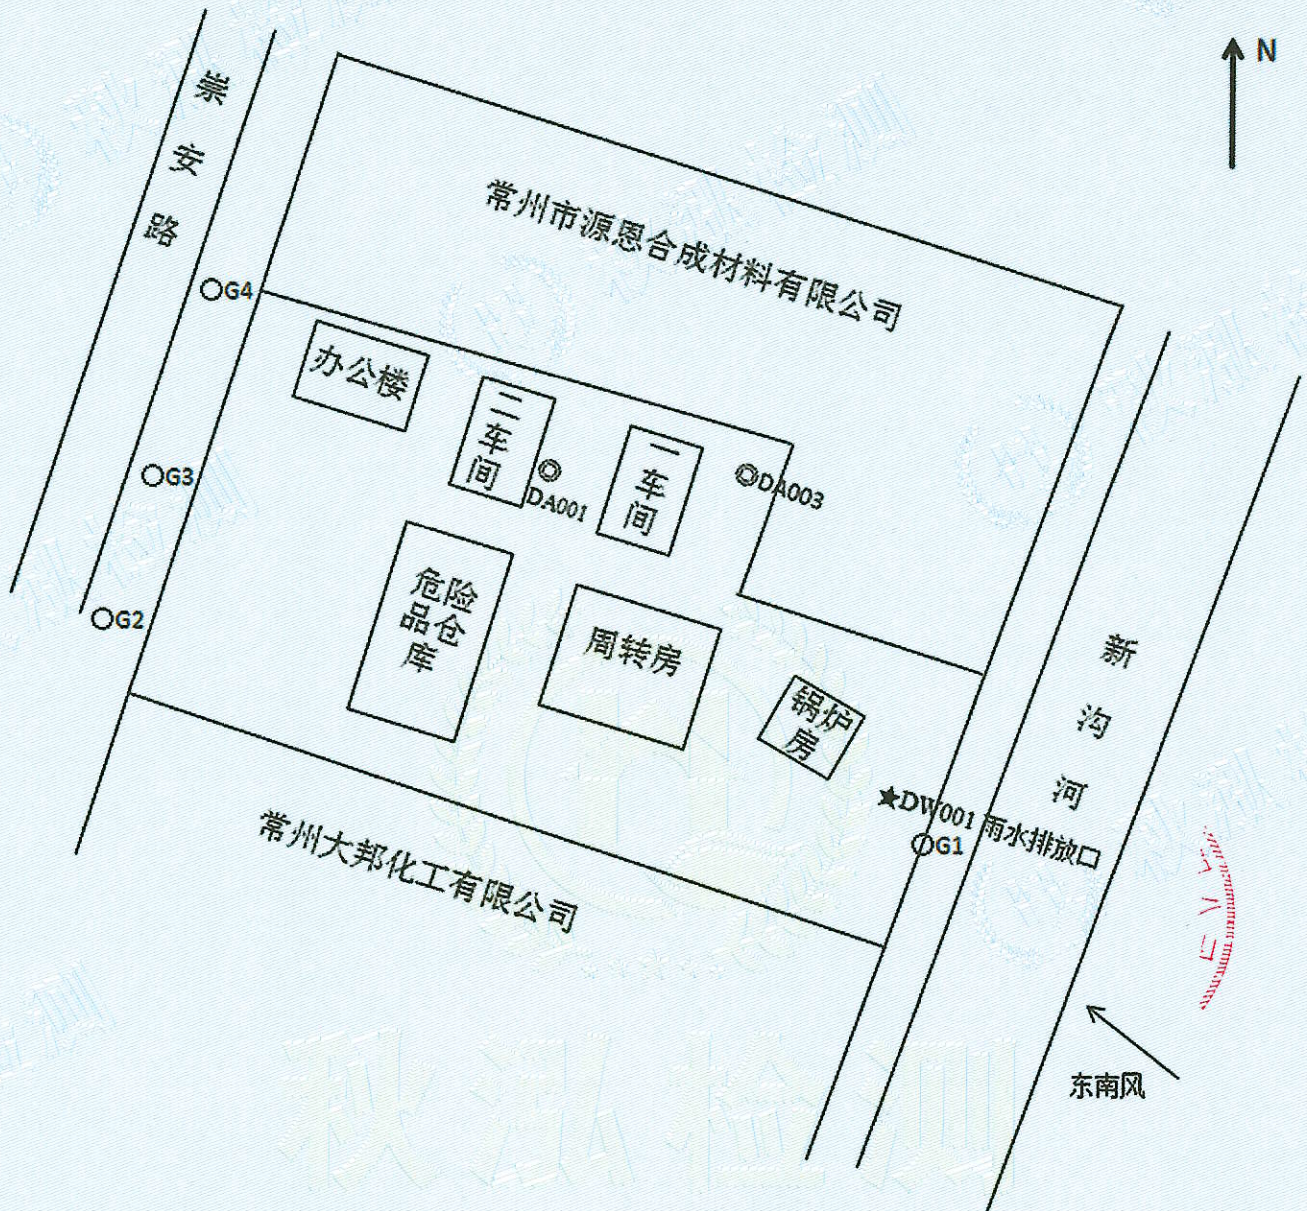 N
崇安路
常州市源恩合成材料有限公司
G4
办公楼
二车间
一车间
G3
DA001
DA003
危险
品仓
库
周转房
G2
新沟河
锅炉
房
DW001 雨水排放口
G1
常州大邦化工有限公司
东南风